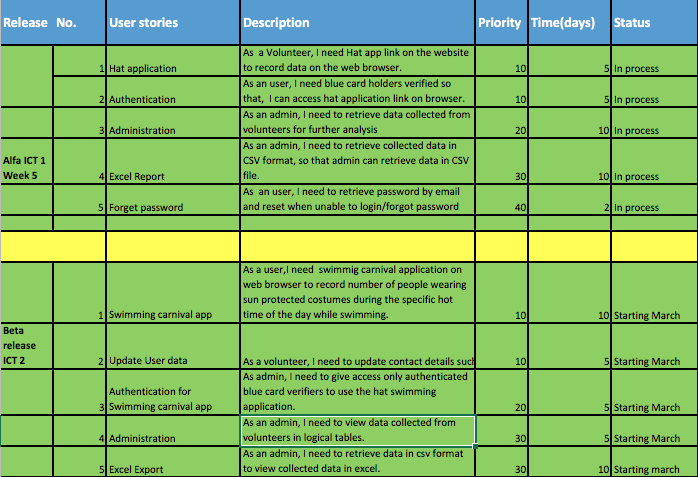 Release No. User stories Description Priority Time(days) Status
As a Volunteer, I need Hat app link on the website
1 Hat application to record data on the web browser. 10 5 In process
As an user, I need blue card holders verified so
2 Authentication that, I can access hat application link on browser. 10 5 In process
As an admin, I need to retrieve data collected from
3 Administration volunteers for further analysis 20 10 In process
As an admin, I need to retrieve collected data in
Alfa ICT 1 CSV format, so that admin can retrieve data in CSV
Week 5 4 Excel Report file. 30 10 In process
As an user, I need to retrieve password by email
5 Forget password and reset when unable to login/forgot password 40 2 In process
As a user,I need swimmig carnival application on
web browser to record number of people wearing
sun protected costumes during the specific hot
1 Swimming carnival app time of the day while swimming. 10 10 Starting March
Beta
release
ICT 2 2 Update User data As a volunteer, I need to update contact details such 10 5 Starting March
As admin, I need to give access only authenticated
Authentication for blue card verifiers to use the hat swimming
3 Swimming carnival app application. 20 5 Starting March
As an admin, I need to view data collected from
4 Administration volunteers in logical tables. 30 5 Starting March
As an admin, I need to retrieve data in csv format
5 Excel Export to view collected data in excel. 30 10 Starting march